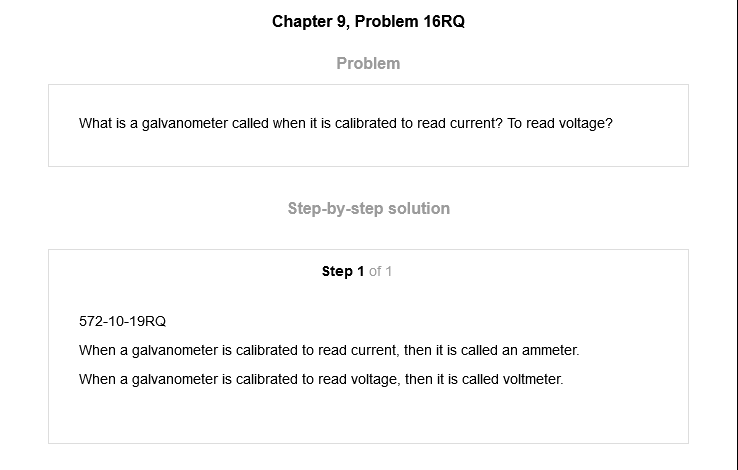 Chapter 9, Problem 16RQ
Problem
What is a galvanometer called when it is calibrated to read current? To read voltage?
Step-by-step solution
Step 1 of 1
572-10-19RQ
When a galvanometer is calibrated to read current, then it is called an ammeter.
When a galvanometer is calibrated to read voltage, then it is called voltmeter.